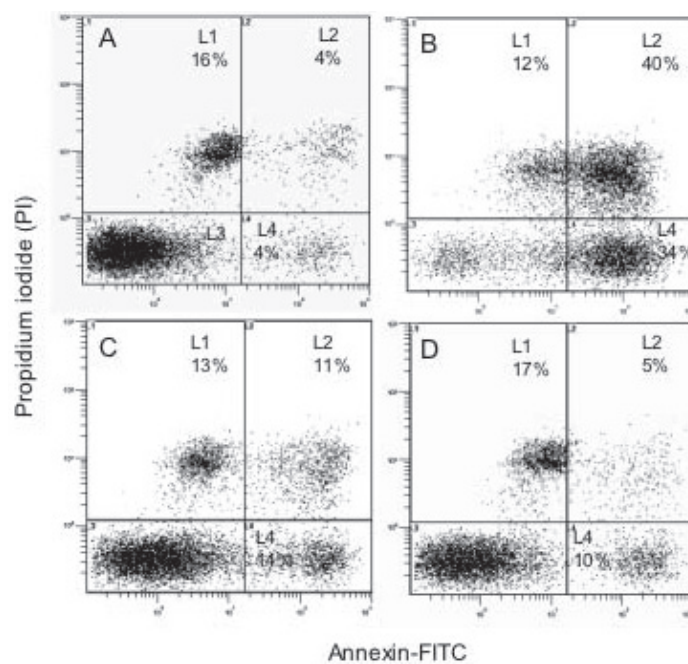 A
L1
16%
L2
4%
L3
L4
4%
B
L1
12%
L2
40%
L4
34%
C
L1
13%
L2
11%
L4
14%
D
L1
17%
L2
5%
L4
10%
Propidium iodide (PI)
Annexin-FITC